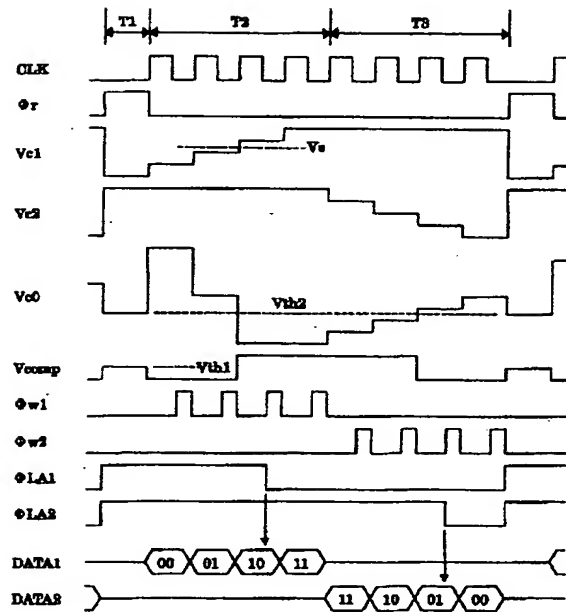 T1 T2 T3
CLK
Φr
Vc1
Vs
Vc2
Vc0
Vth2
Vcomp
Vth1
Φw1
Φw2
ΦLA1
ΦLA2
DATA1 00 01 10 11
DATA2 11 10 01 00